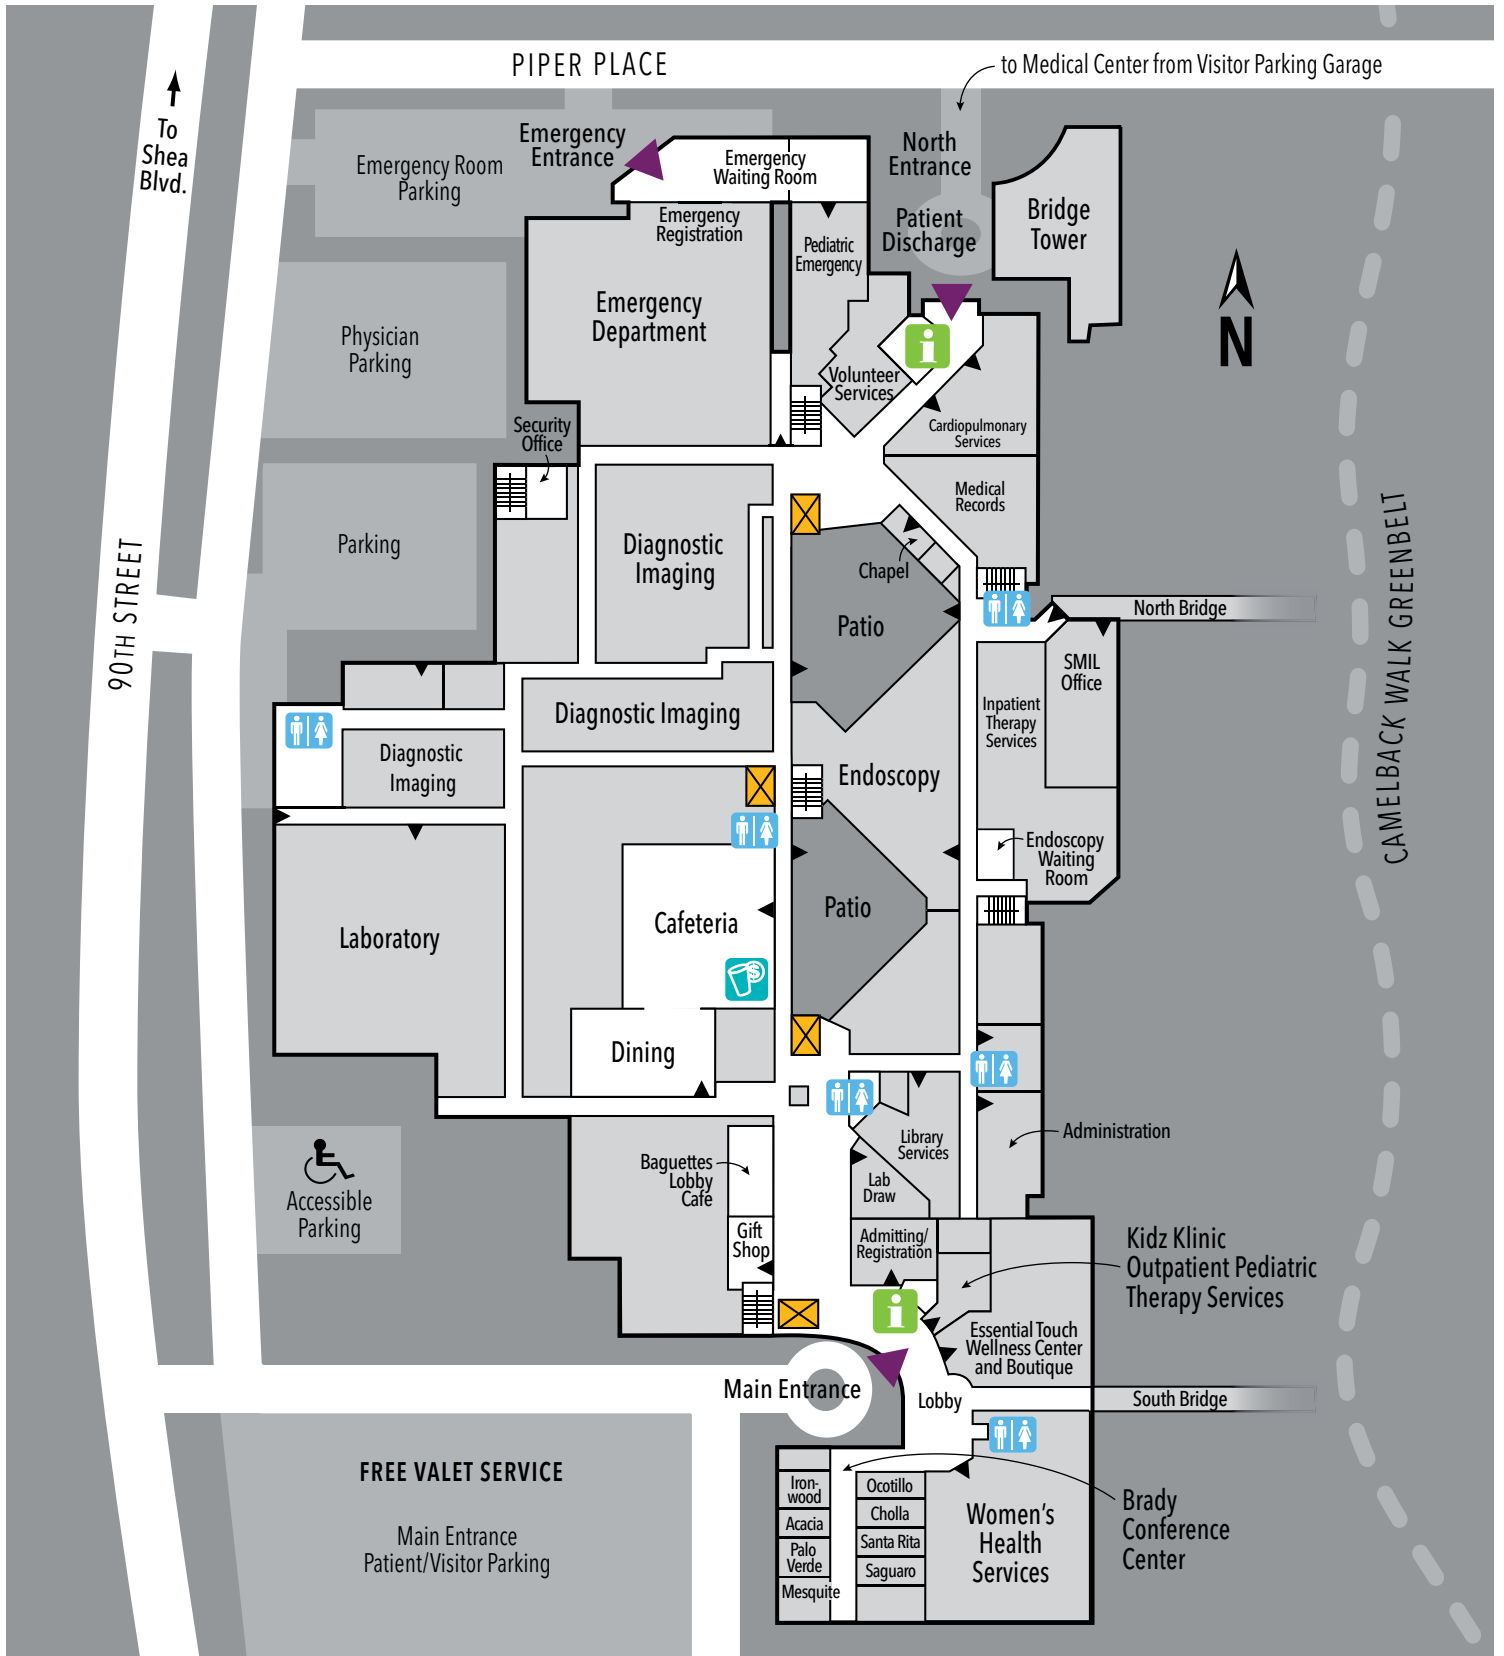 PIPER PLACE
to Medical Center from Visitor Parking Garage
To
Shea
Blvd.
Emergency
Entrance
Emergency Room
Parking
Emergency
Waiting Room
North
Entrance
Emergency
Registration
Patient
Discharge
Bridge
Tower
Pediatric
Emergency
Emergency
Department
Physician
Parking
N
Volunteer
Services
Security
Office
Cardiopulmonary
Services
Medical
Records
Parking
Diagnostic
Imaging
Chapel
Patio
North Bridge
90TH STREET
CAMELBACK WALK GREENBELT
SMIL
Office
Inpatient
Therapy
Services
Diagnostic Imaging
Diagnostic
Imaging
Endoscopy
Endoscopy
Waiting
Room
Patio
Cafeteria
Laboratory
$
Dining
Administration
Library
Services
Baguettes
Lobby
Cafe
Lab
Draw
Accessible
Parking
Gift
Shop
Admitting/
Registration
Kidz Klinic
Outpatient Pediatric
Therapy Services
i
i
Essential Touch
Wellness Center
and Boutique
Main Entrance
Lobby
South Bridge
FREE VALET SERVICE
Main Entrance
Patient/Visitor Parking
Iron-
wood
Acacia
Palo
Verde
Mesquite
Ocotillo
Cholla
Santa Rita
Saguaro
Women's
Health
Services
Brady
Conference
Center